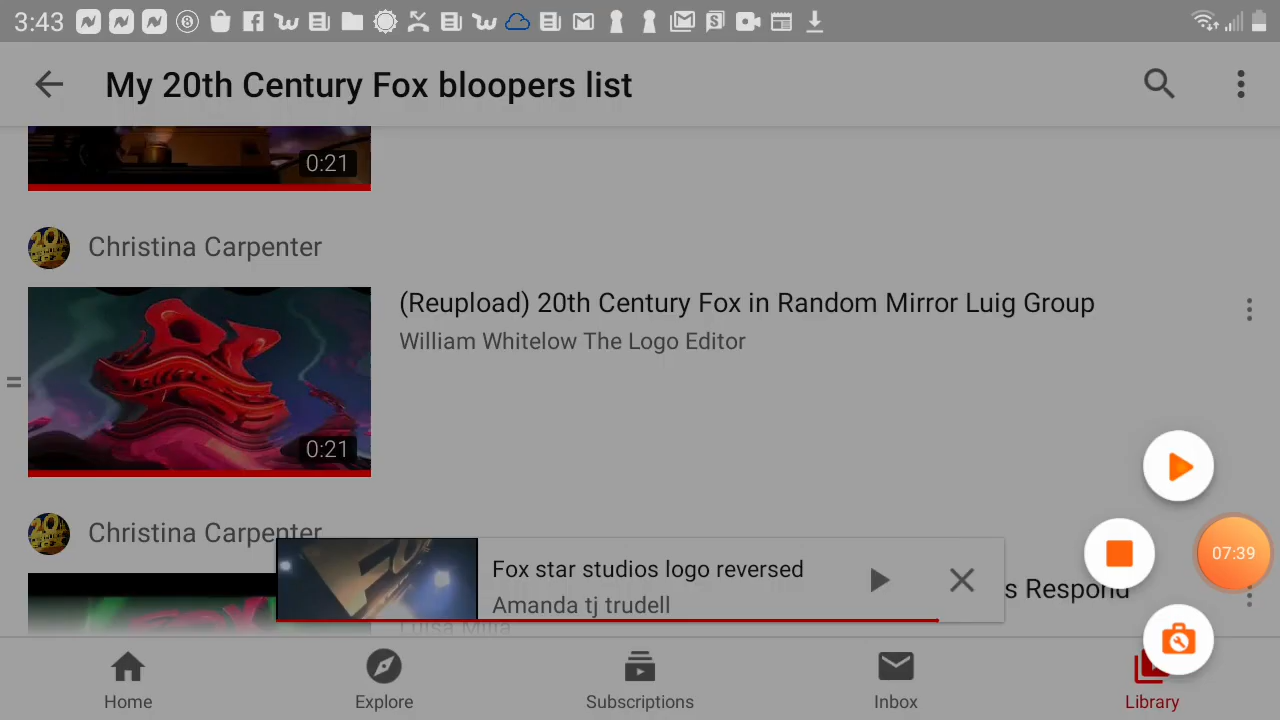 3:43
My 20th Century Fox bloopers list
0:21
Christina Carpenter
(Reupload) 20th Century Fox in Random Mirror Luig Group
William Whitelow The Logo Editor
0:21
Christina Carpenter
Fox star studios logo reversed
Amanda tj trudell
s Respond
Luisa Milla
07:39
Home
Explore
Subscriptions
Inbox
Library